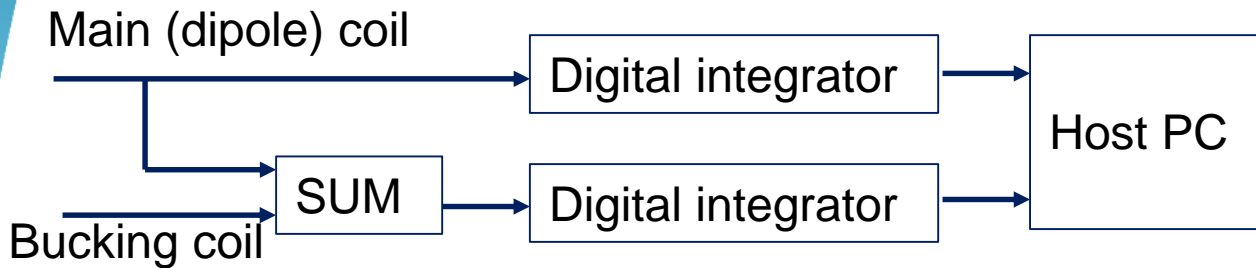 Main (dipole) coil
Digital integrator
Host PC
SUM
Digital integrator
Bucking coil